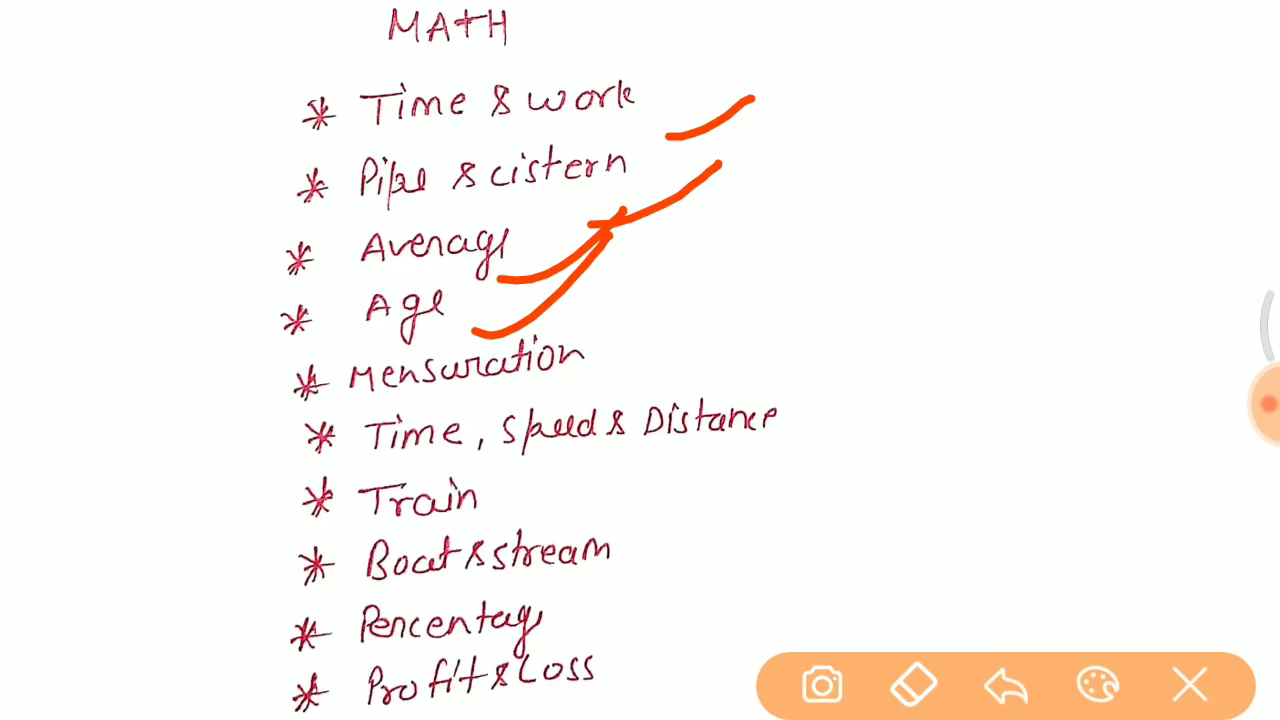 MATH
* Time & work
* Pipe & cistern
* Average
* Age
* Mensuration
* Time, Speed & Distance
* Train
* Boat & stream
* Percentage
* Profit & Loss